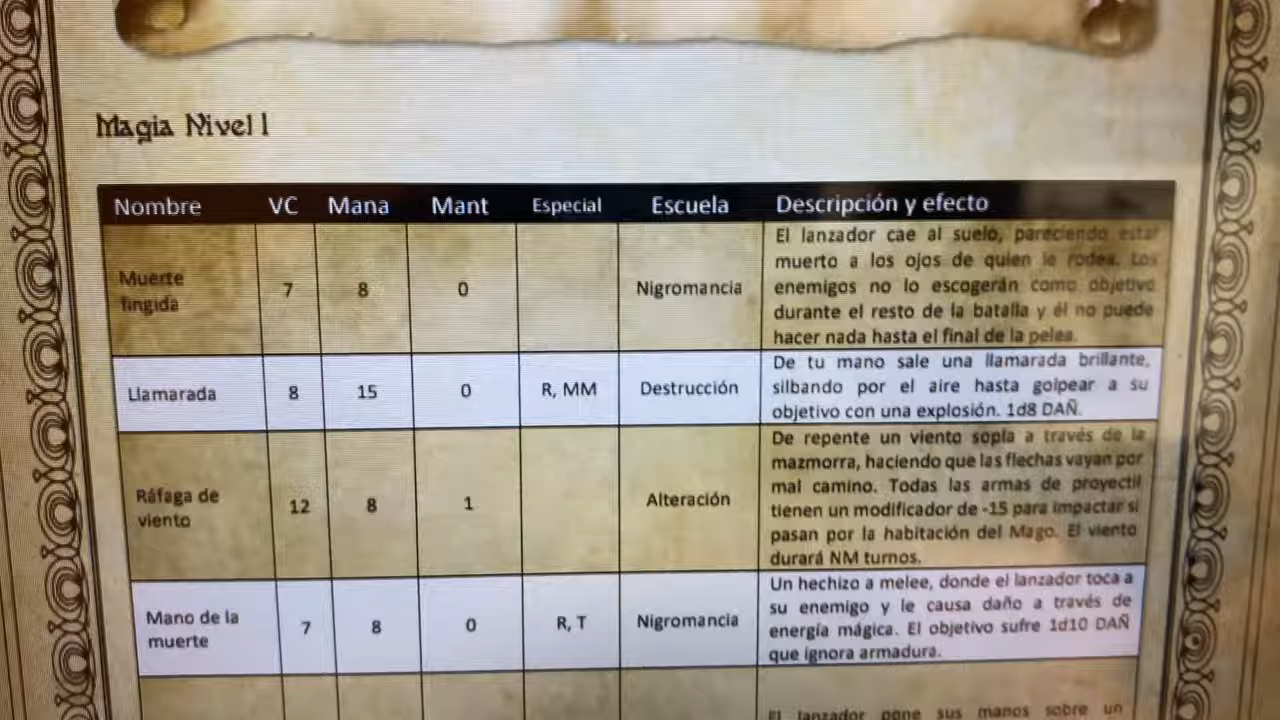 Magia Nivel 1
Nombre VC Mana Mant Especial Escuela Descripción y efecto
Muerte fingida 7 8 0 Nigromancia
El lanzador cae al suelo, pareciendo estar
muerto a los ojos de quien le rodea. Los
enemigos no lo escogerán como objetivo
durante el resto de la batalla y él no puede
hacer nada hasta el final de la pelea.
Llamarada 8 15 0 R, MM Destrucción
De tu mano sale una llamarada brillante,
silbando por el aire hasta golpear a su
objetivo con una explosión. 1d8 DAÑ.
Ráfaga de viento 12 8 1 Alteración
De repente un viento sopla a través de la
mazmorra, haciendo que las flechas vayan por
mal camino. Todas las armas de proyectil
tienen un modificador de -15 para impactar si
pasan por la habitación del Mago. El viento
durará NM turnos.
Mano de la muerte 7 8 0 R, T Nigromancia
Un hechizo a melee, donde el lanzador toca a
su enemigo y le causa daño a través de
energía mágica. El objetivo sufre 1d10 DAÑ
que ignora armadura.
El lanzador pone sus manos sobre un